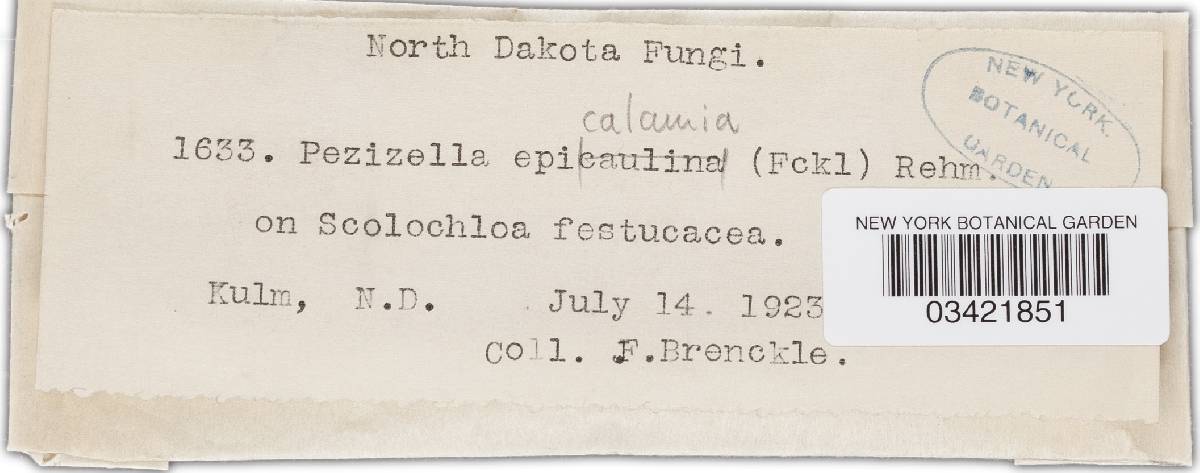 North Dakota Fungi.
calamia
1633. Pezizella epicaulina (Fckl) Rehm.
on Scolochloa festucacea.
Kulm, N.D. July 14. 1923
Coll. F.Brenckle.
NEW YORK.
BOTANICAL
GARDEN
NEW YORK BOTANICAL GARDEN
03421851